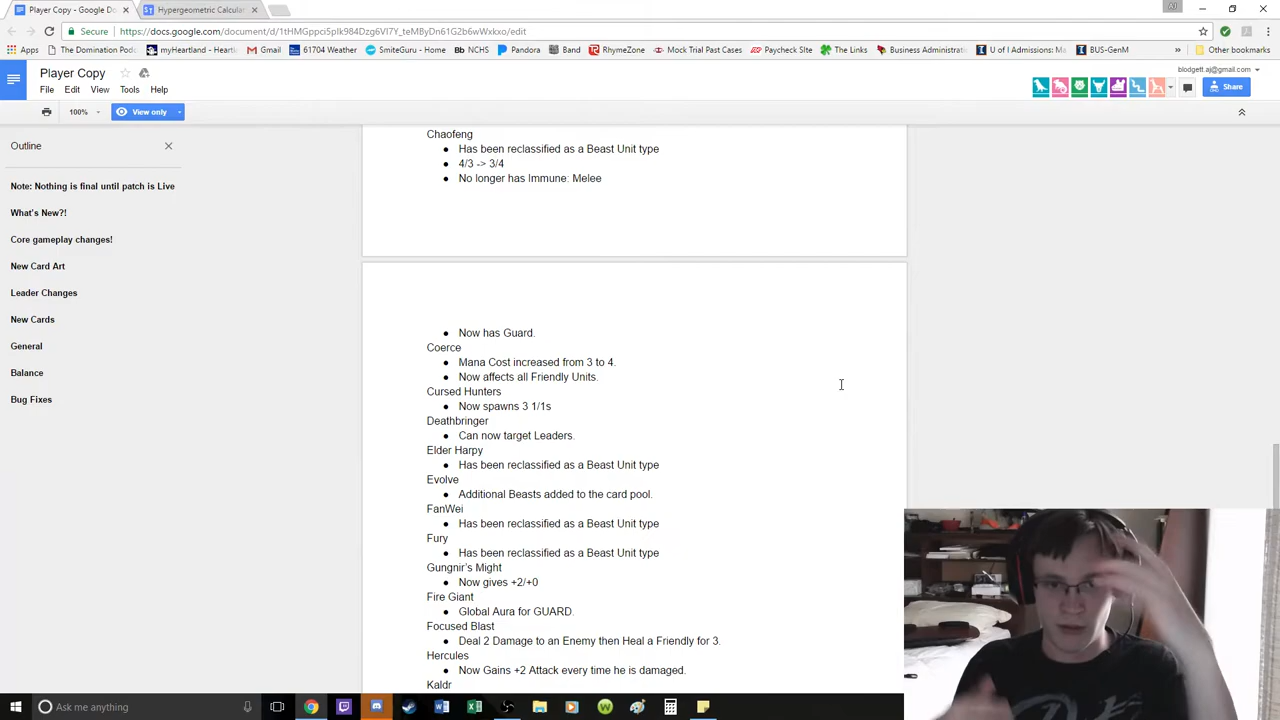 Player Copy - Google Do
Hypergeometric Calcula
Secure
https://docs.google.com/document/d/1tHMGppci5pIk984Dzg6VI7Y_teMByDn61G2b6wWxkxo/edit
Apps
The Domination Pod
myHeartland - Heartl
Gmail
61704 Weather
SmiteGuru - Home
BB NCHS
Pandora
Band
RhymeZone
Mock Trial Past Cases
Paycheck Site
The Links
Business Administrati
U of I Admissions: M
BUS-GenM
»
Other bookmarks
Player Copy
blodgett.aj@gmail.com
File Edit View Tools Help
Share
100%
View only
Outline
Note: Nothing is final until patch is Live
What's New?!
Core gameplay changes!
New Card Art
Leader Changes
New Cards
General
Balance
Bug Fixes
Chaofeng
● Has been reclassified as a Beast Unit type
● 4/3 -> 3/4
● No longer has Immune: Melee
● Now has Guard.
Coerce
● Mana Cost increased from 3 to 4.
● Now affects all Friendly Units.
Cursed Hunters
● Now spawns 3 1/1s
Deathbringer
● Can now target Leaders.
Elder Harpy
● Has been reclassified as a Beast Unit type
Evolve
● Additional Beasts added to the card pool.
FanWei
● Has been reclassified as a Beast Unit type
Fury
● Has been reclassified as a Beast Unit type
Gungnir's Might
● Now gives +2/+0
Fire Giant
● Global Aura for GUARD.
Focused Blast
● Deal 2 Damage to an Enemy then Heal a Friendly for 3.
Hercules
● Now Gains +2 Attack every time he is damaged.
Kaldr
Ask me anything